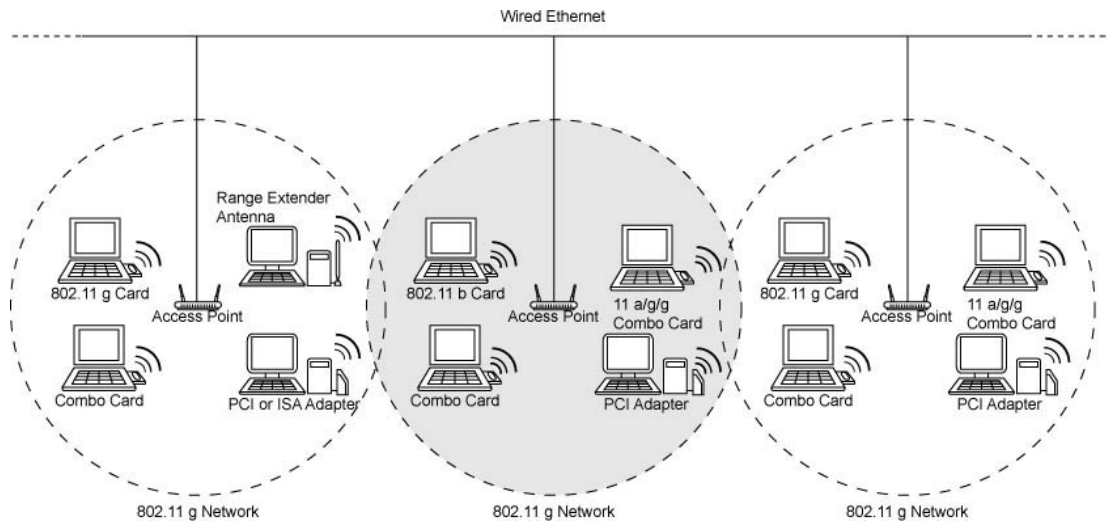 Wired Ethernet
Range Extender
Antenna
802.11 g Card
Access Point
Combo Card
PCI or ISA Adapter
802.11 g Network
802.11 b Card
Access Point
11 a/g/g
Combo Card
Combo Card
PCI Adapter
802.11 g Network
802.11 g Card
Access Point
11 a/g/g
Combo Card
Combo Card
PCI Adapter
802.11 g Network